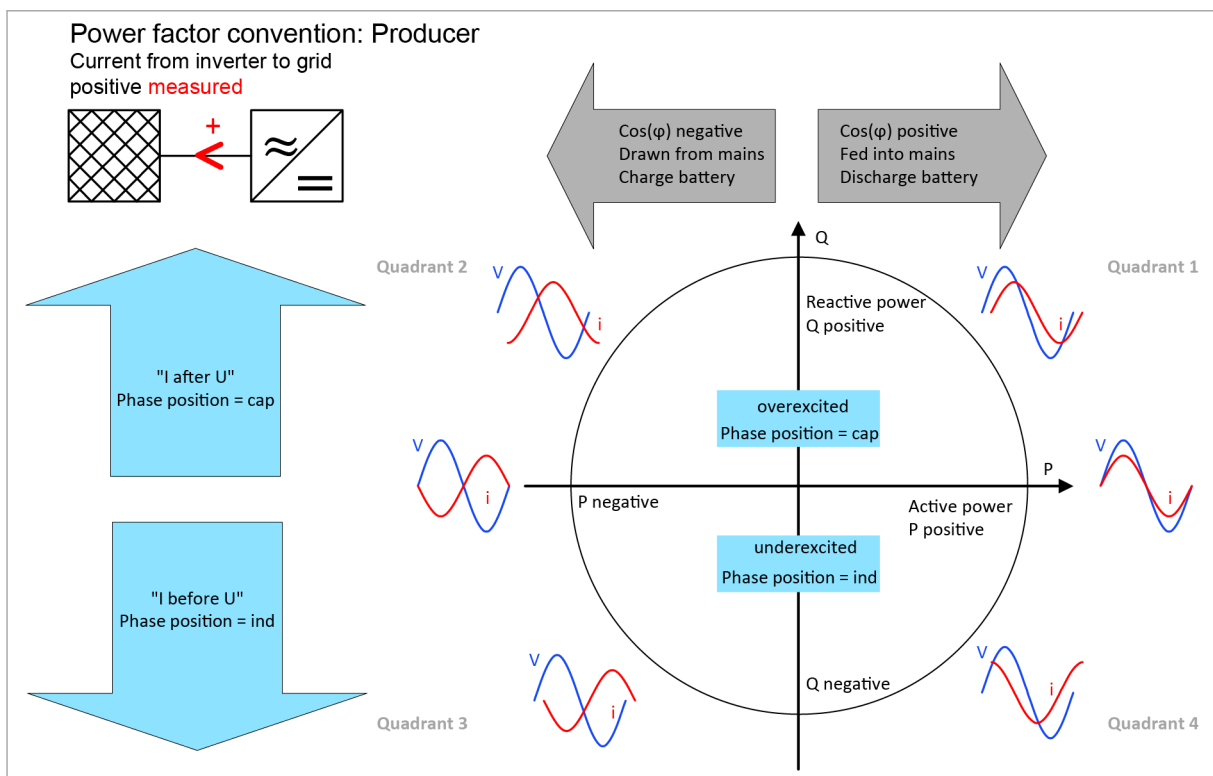 Power factor convention: Producer
Current from inverter to grid
positive measured
+
Cos(φ) negative
Drawn from mains
Charge battery
Cos(φ) positive
Fed into mains
Discharge battery
Q
Quadrant 2
V
i
Reactive power
Q positive
V
i
Quadrant 1
"I after U"
Phase position = cap
overexcited
Phase position = cap
V
i
P negative
P
Active power
P positive
V
i
underexcited
Phase position = ind
"I before U"
Phase position = ind
V
i
Q negative
V
i
Quadrant 3
Quadrant 4